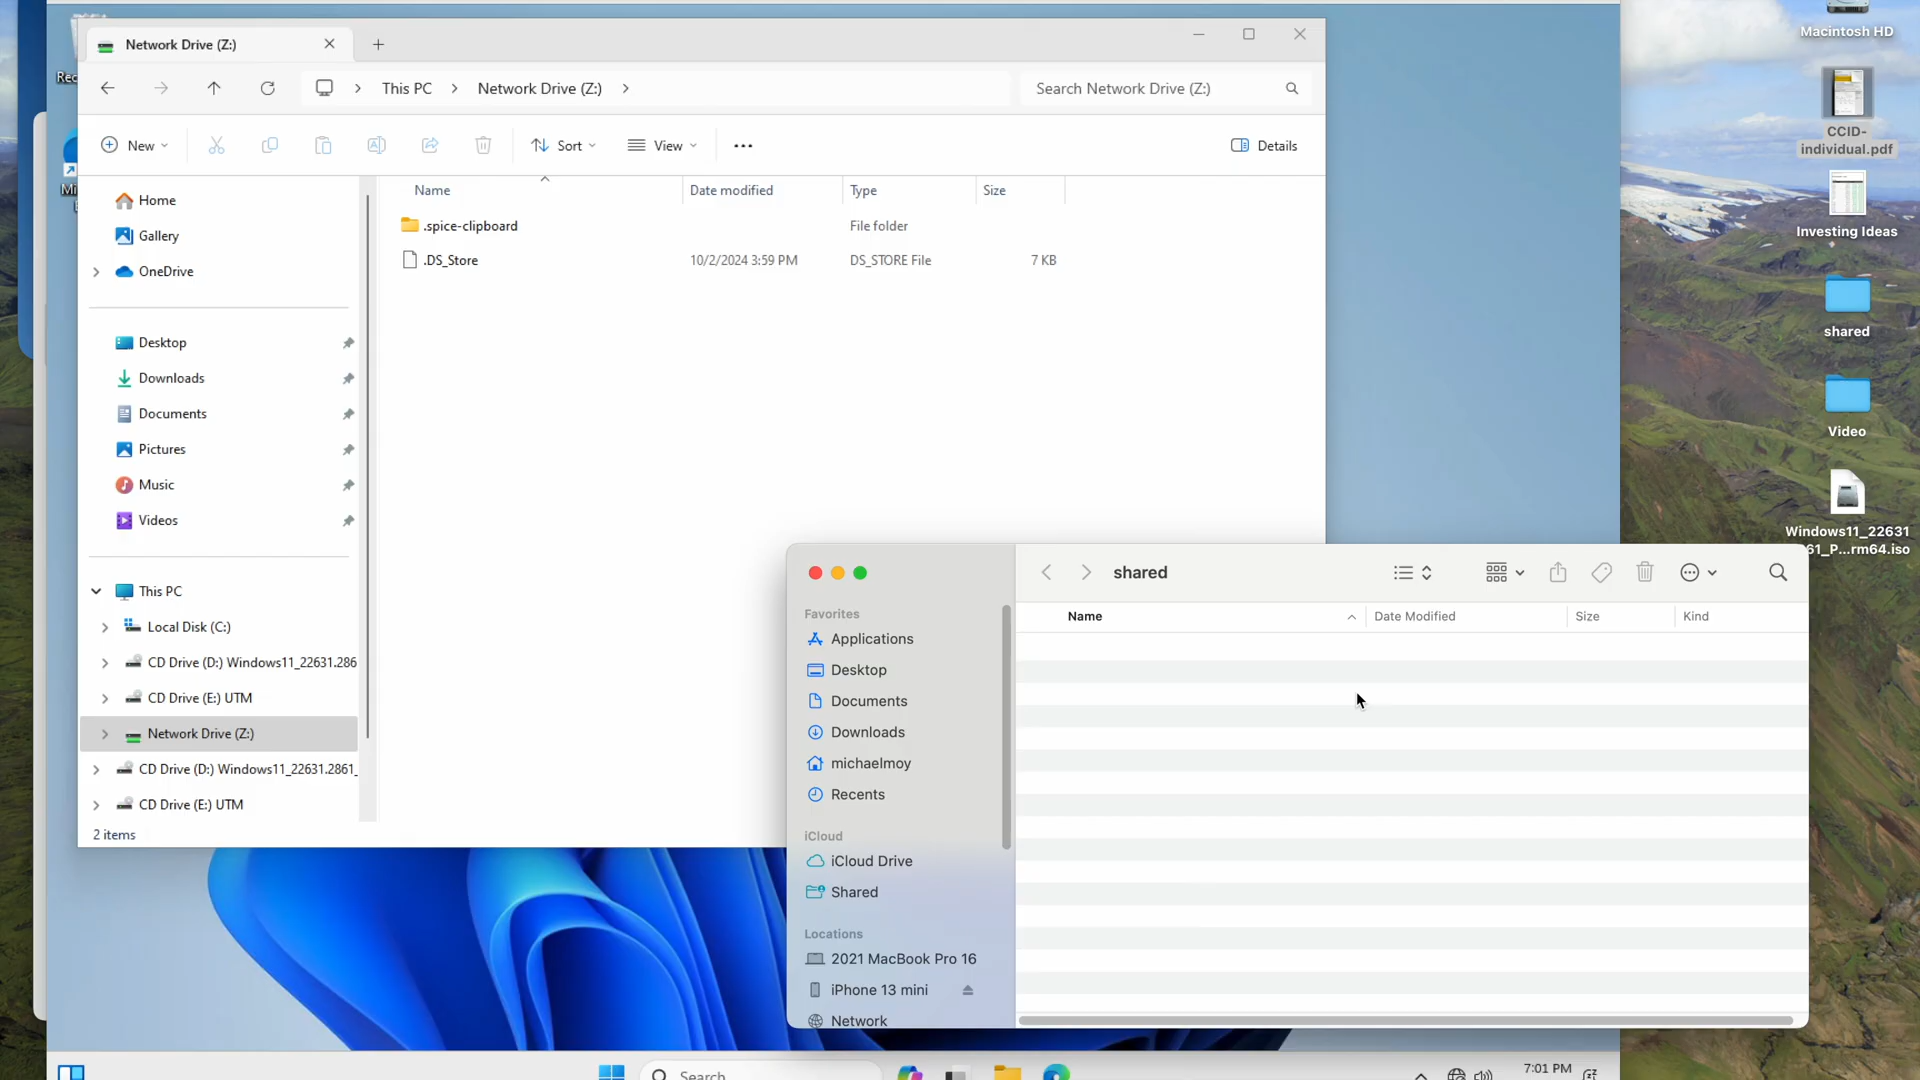 Network Drive (Z:)
This PC
Network Drive (Z:)
Search Network Drive (Z:)
New
Sort
View
Details
Name
Date modified
Type
Size
.spice-clipboard
File folder
.DS_Store
10/2/2024 3:59 PM
DS_STORE File
7 KB
Home
Gallery
OneDrive
Desktop
Downloads
Documents
Pictures
Music
Videos
This PC
Local Disk (C:)
CD Drive (D:) Windows11_22631.286
CD Drive (E:) UTM
Network Drive (Z:)
CD Drive (D:) Windows11_22631.2861_
CD Drive (E:) UTM
2 items
shared
Name
Date Modified
Size
Kind
Favorites
Applications
Desktop
Documents
Downloads
michaelmoy
Recents
iCloud
iCloud Drive
Shared
Locations
2021 MacBook Pro 16
iPhone 13 mini
Network
Macintosh HD
CCID-
individual.pdf
Investing Ideas
shared
Video
Windows11_22631
61_P...rm64.iso
Rec
Mi
Search
7:01 PM